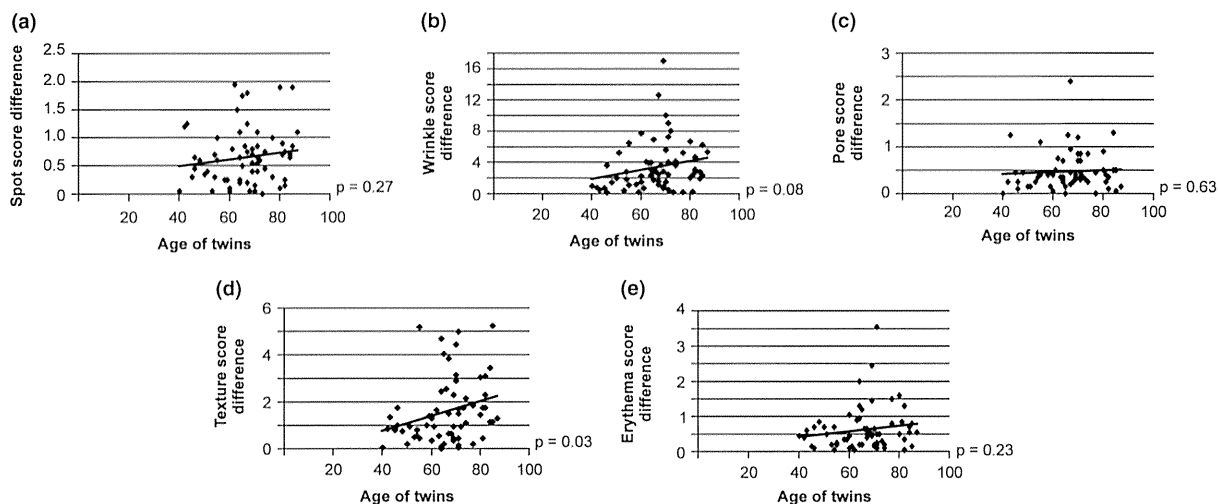 (a)
Spot score difference
2.5
2.0
1.5
1.0
0.5
0
20 40 60 80 100
Age of twins
p = 0.27
(b)
Wrinkle score
difference
16
12
8
4
0
20 40 60 80 100
Age of twins
p = 0.08
(c)
Pore score
difference
3
2
1
0
20 40 60 80 100
Age of twins
p = 0.63
(d)
Texture score
difference
6
4
2
0
20 40 60 80 100
Age of twins
p = 0.03
(e)
Erythema score
difference
4
3
2
1
0
20 40 60 80 100
Age of twins
p = 0.23